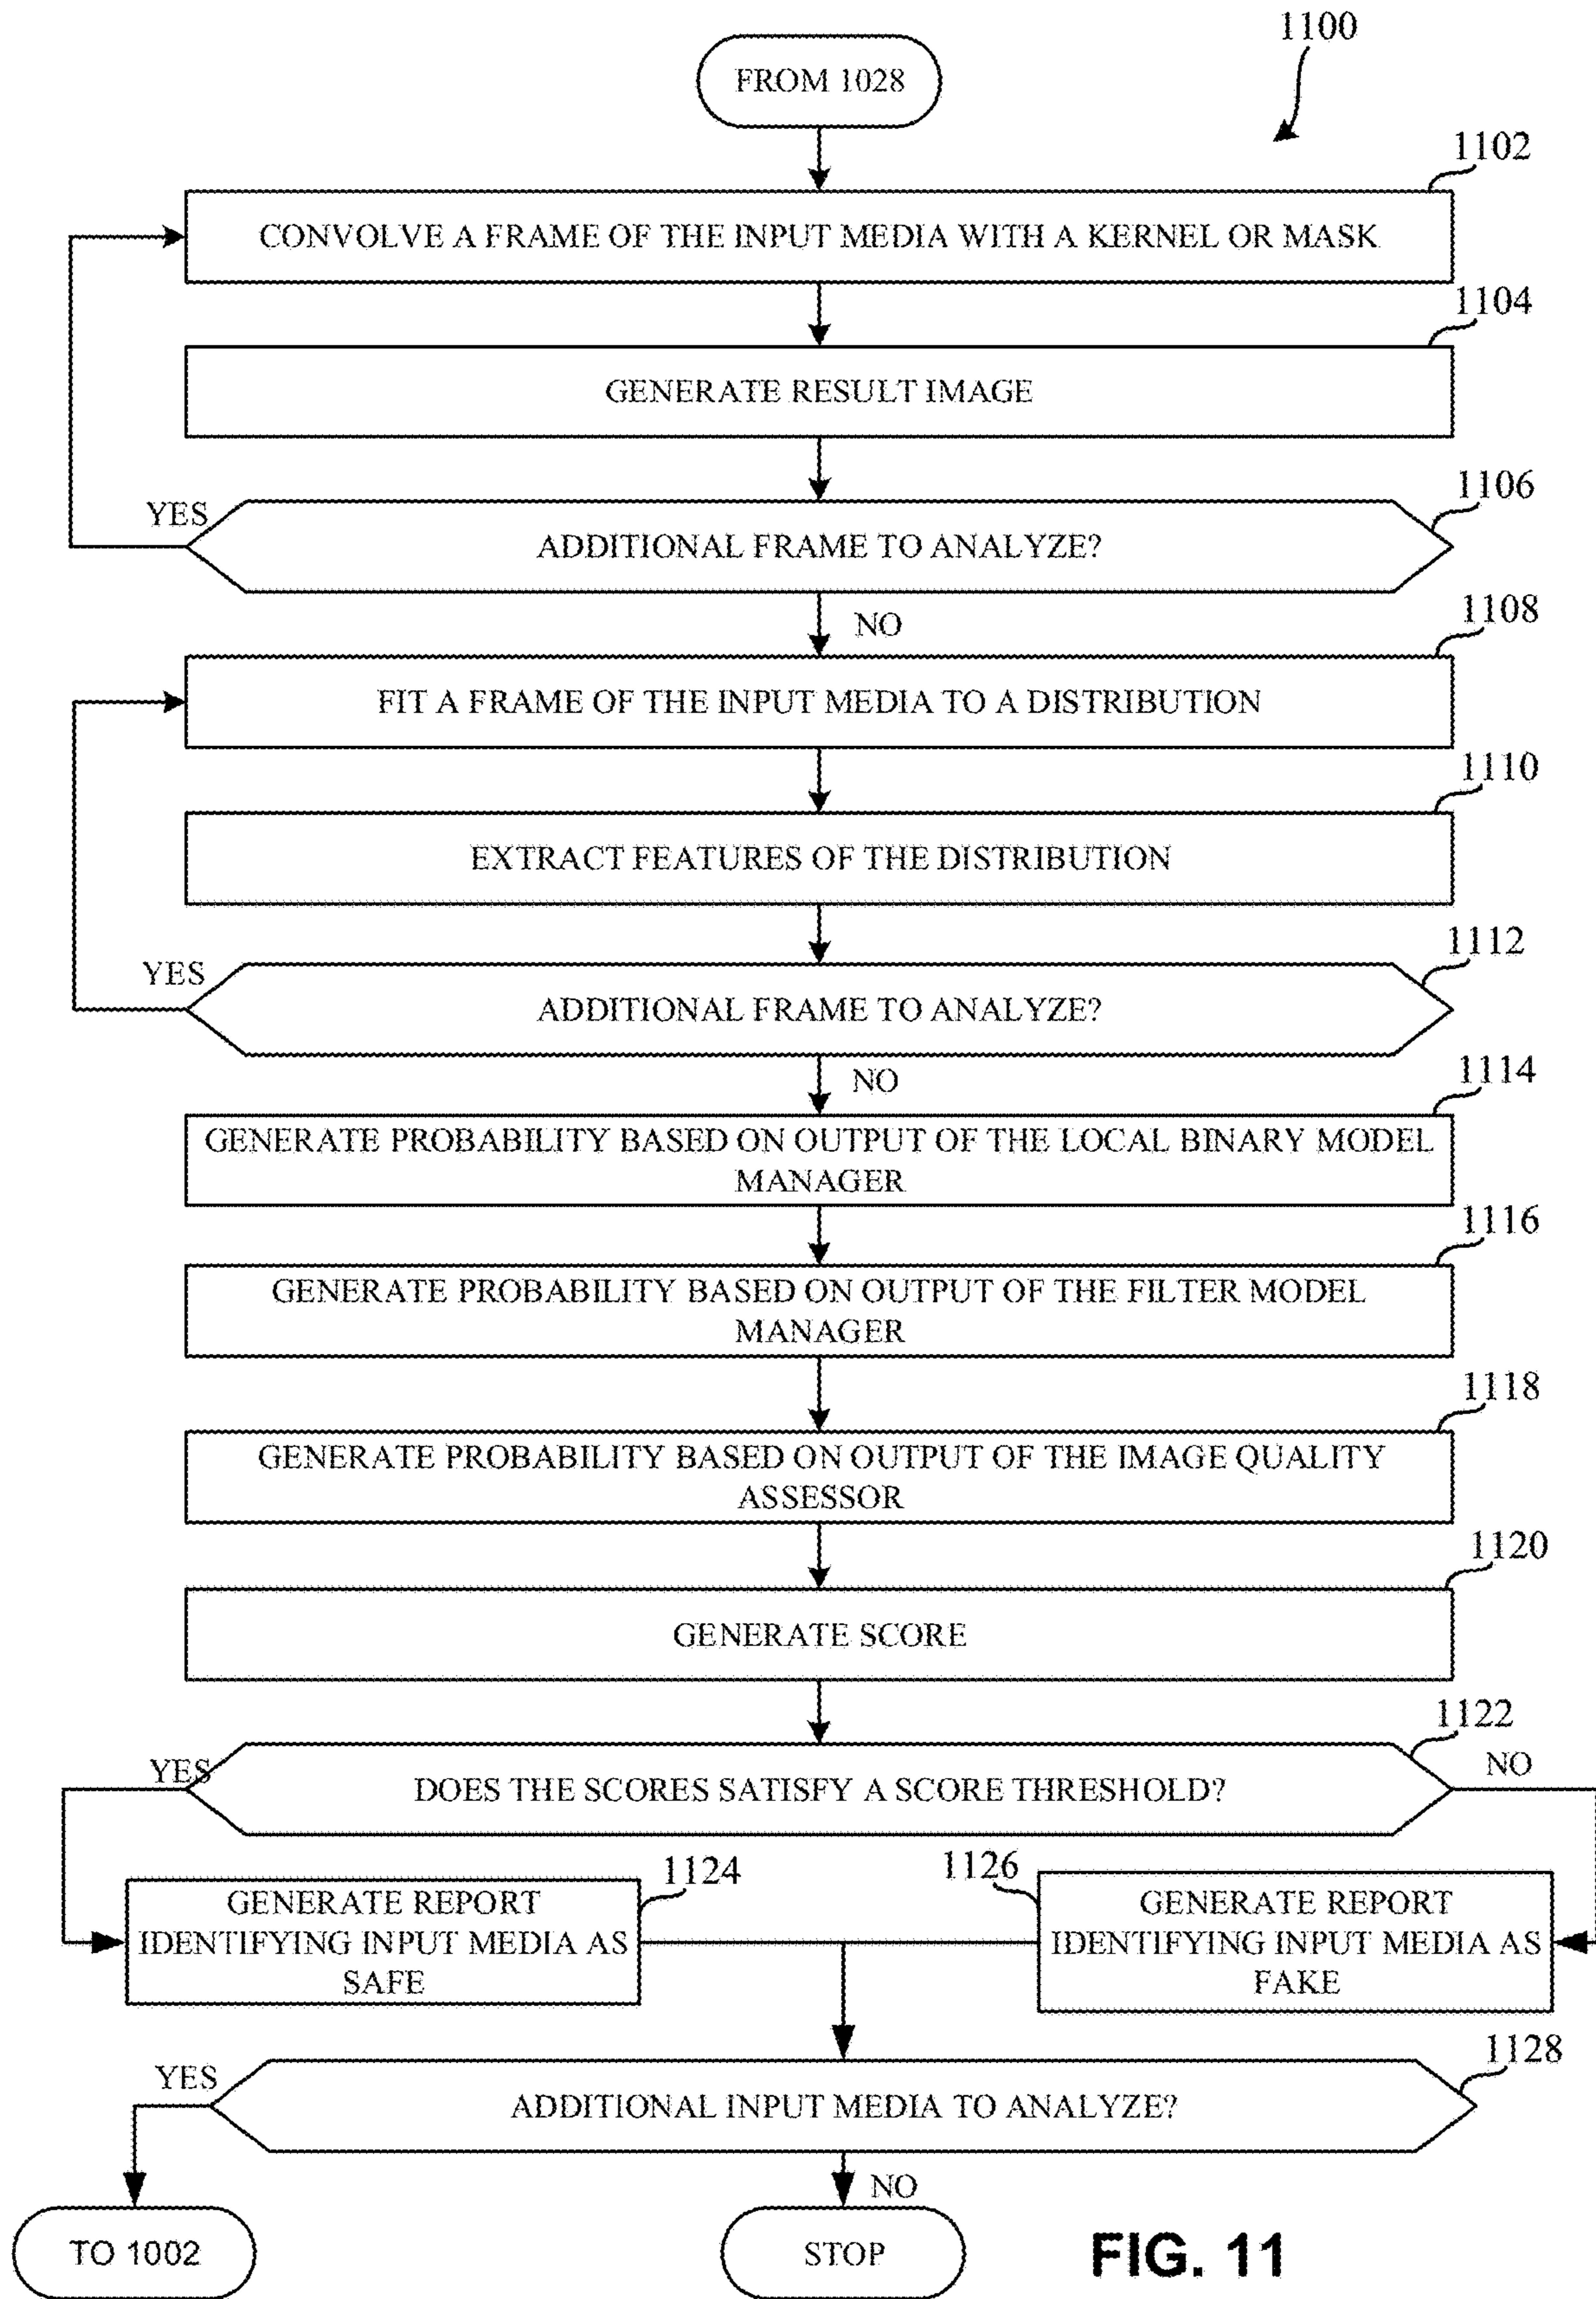 1100
FROM 1028
1102
CONVOLVE A FRAME OF THE INPUT MEDIA WITH A KERNEL OR MASK
1104
GENERATE RESULT IMAGE
1106
YES
ADDITIONAL FRAME TO ANALYZE?
NO
1108
FIT A FRAME OF THE INPUT MEDIA TO A DISTRIBUTION
1110
EXTRACT FEATURES OF THE DISTRIBUTION
1112
YES
ADDITIONAL FRAME TO ANALYZE?
NO
1114
GENERATE PROBABILITY BASED ON OUTPUT OF THE LOCAL BINARY MODEL
MANAGER
1116
GENERATE PROBABILITY BASED ON OUTPUT OF THE FILTER MODEL
MANAGER
1118
GENERATE PROBABILITY BASED ON OUTPUT OF THE IMAGE QUALITY
ASSESSOR
1120
GENERATE SCORE
1122
YES
DOES THE SCORES SATISFY A SCORE THRESHOLD?
NO
1124
GENERATE REPORT
IDENTIFYING INPUT MEDIA AS
SAFE
1126
GENERATE REPORT
IDENTIFYING INPUT MEDIA AS
FAKE
1128
YES
ADDITIONAL INPUT MEDIA TO ANALYZE?
NO
TO 1002
STOP
FIG. 11